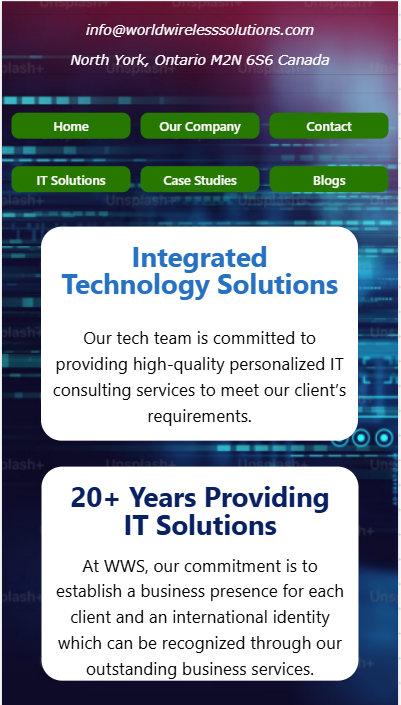 info@worldwirelesssolutions.com
North York, Ontario M2N 6S6 Canada
Home Our Company Contact
IT Solutions Case Studies Blogs
Integrated
Technology Solutions
Our tech team is committed to
providing high-quality personalized IT
consulting services to meet our client’s
requirements.
20+ Years Providing
IT Solutions
At WWS, our commitment is to
establish a business presence for each
client and an international identity
which can be recognized through our
outstanding business services.